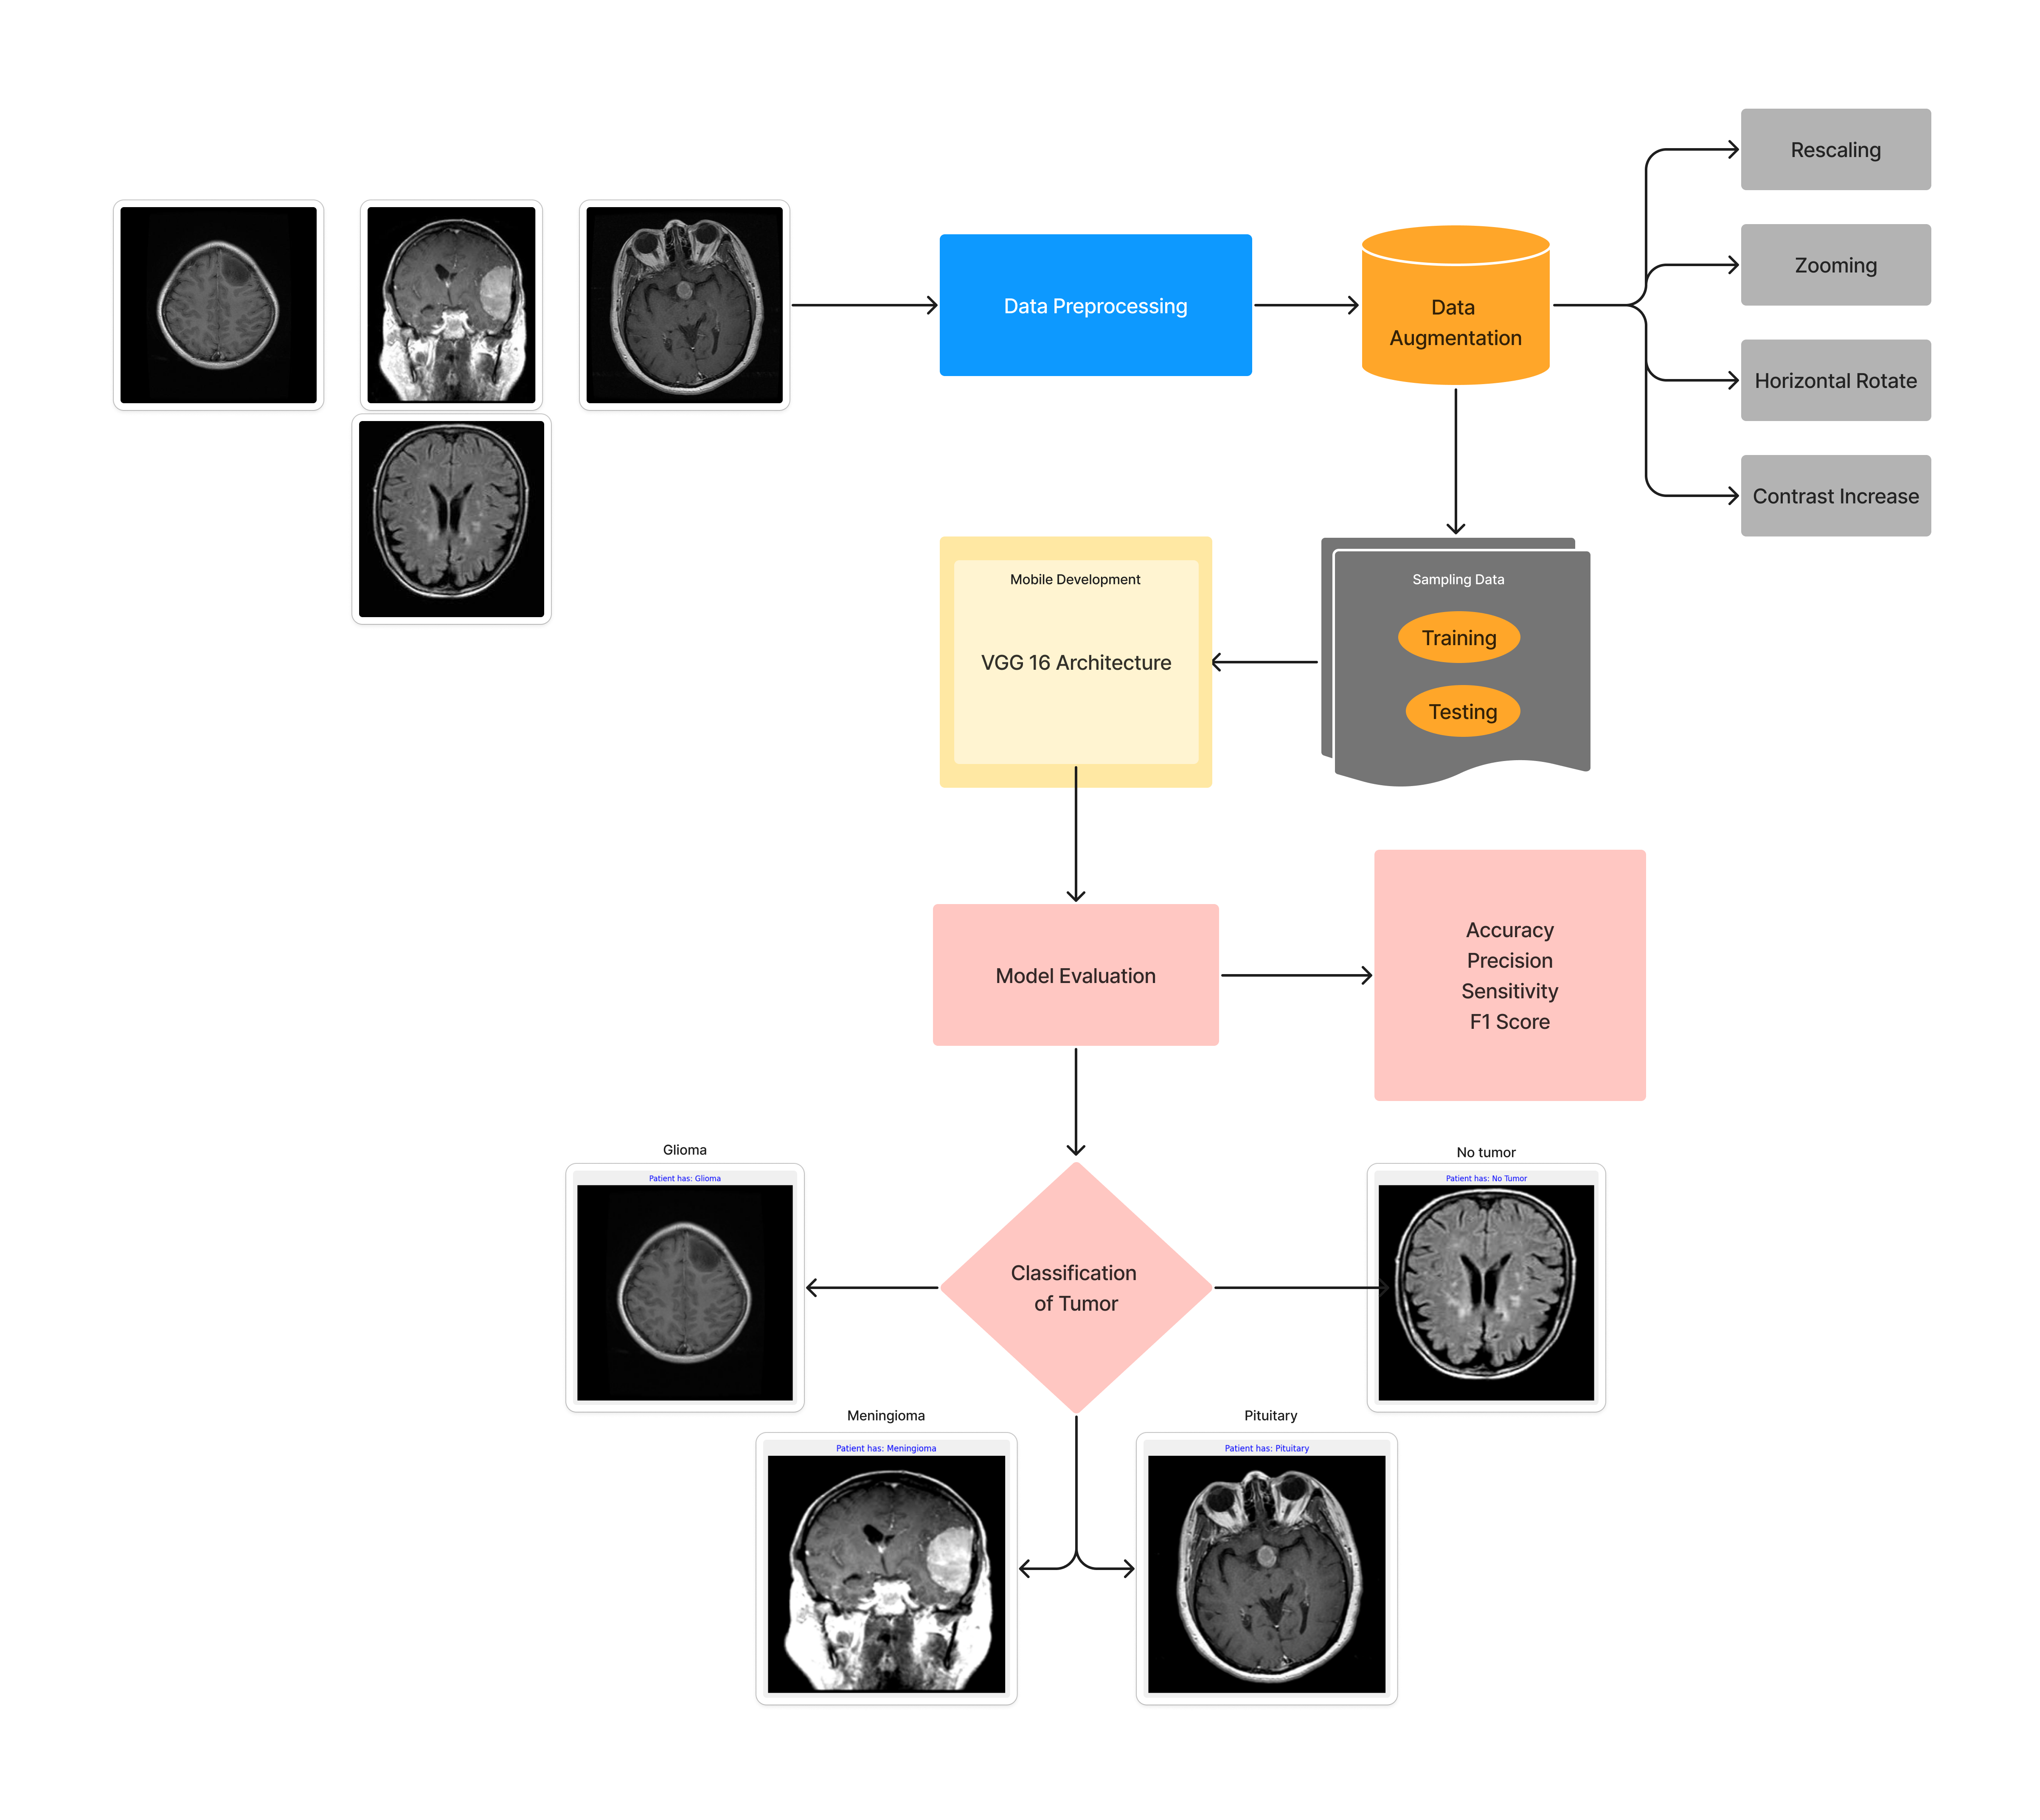 Rescaling
Zooming
Data Preprocessing
Data
Augmentation
Horizontal Rotate
Contrast Increase
Mobile Development
VGG 16 Architecture
Sampling Data
Training
Testing
Model Evaluation
Accuracy
Precision
Sensitivity
F1 Score
Glioma
Patient has: Glioma
No tumor
Patient has: No Tumor
Classification
of Tumor
Meningioma
Patient has: Meningioma
Pituitary
Patient has: Pituitary